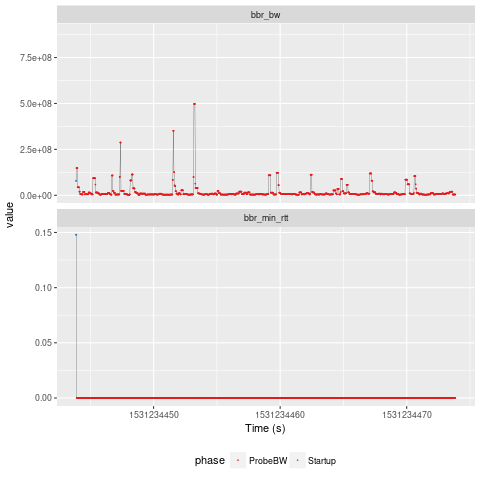 bbr_bw
7.5e+08
5.0e+08
2.5e+08
0.0e+00
value
bbr_min_rtt
0.15
0.10
0.05
0.00
1531234450 1531234460 1531234470
Time (s)
phase ProbeBW Startup